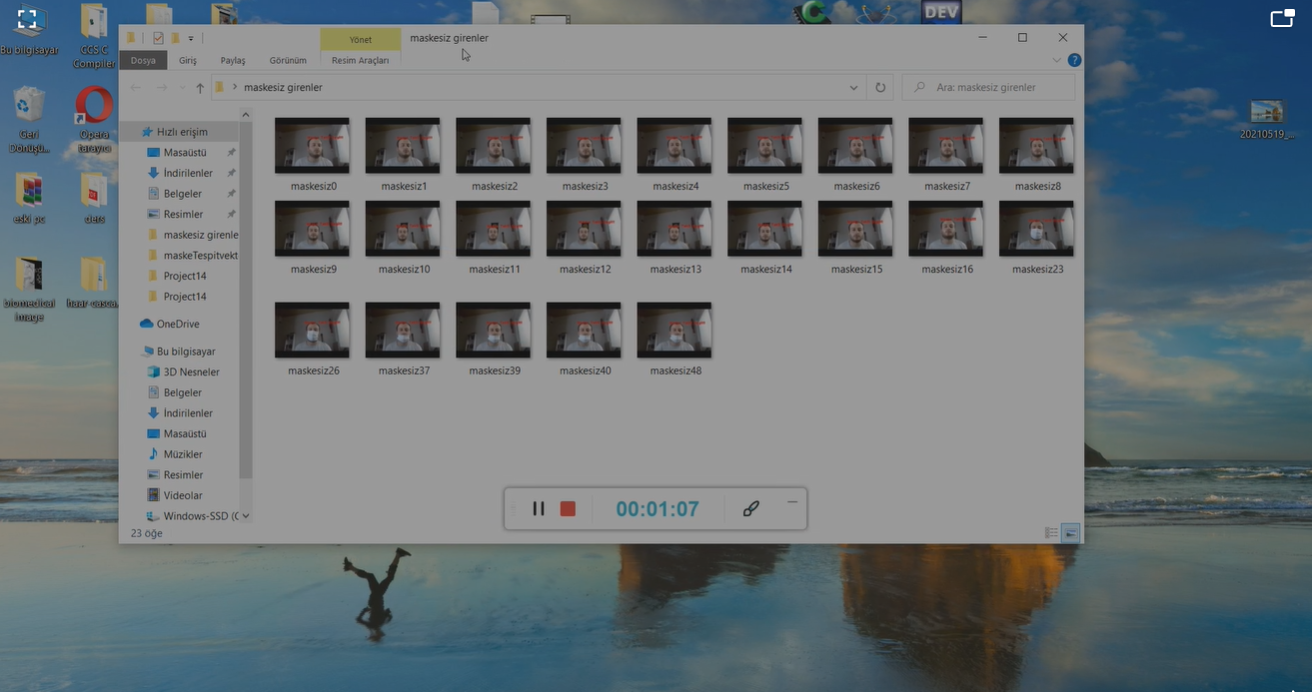 Bu bilgisayar
CCS C
Compiler
DEV
Yönet
maskesiz girenler
Dosya
Giriş
Paylaş
Görünüm
Resim Araçları
maskesiz girenler
Ara: maskesiz girenler
Geri
Dönüşü...
Opera
tarayıcı
20210519_...
Hızlı erişim
Masaüstü
İndirilenler
Belgeler
Resimler
maskesiz girenle
maskeTespitvekt
Project14
Project14
OneDrive
Bu bilgisayar
3D Nesneler
Belgeler
İndirilenler
Masaüstü
Müzikler
Resimler
Videolar
Windows-SSD (C
eski pc
ders
biomedical
image
haar-casca...
maskesiz0 maskesiz1 maskesiz2 maskesiz3 maskesiz4 maskesiz5 maskesiz6 maskesiz7 maskesiz8
maskesiz9 maskesiz10 maskesiz11 maskesiz12 maskesiz13 maskesiz14 maskesiz15 maskesiz16 maskesiz23
maskesiz26 maskesiz37 maskesiz39 maskesiz40 maskesiz48
00:01:07
23 öğe